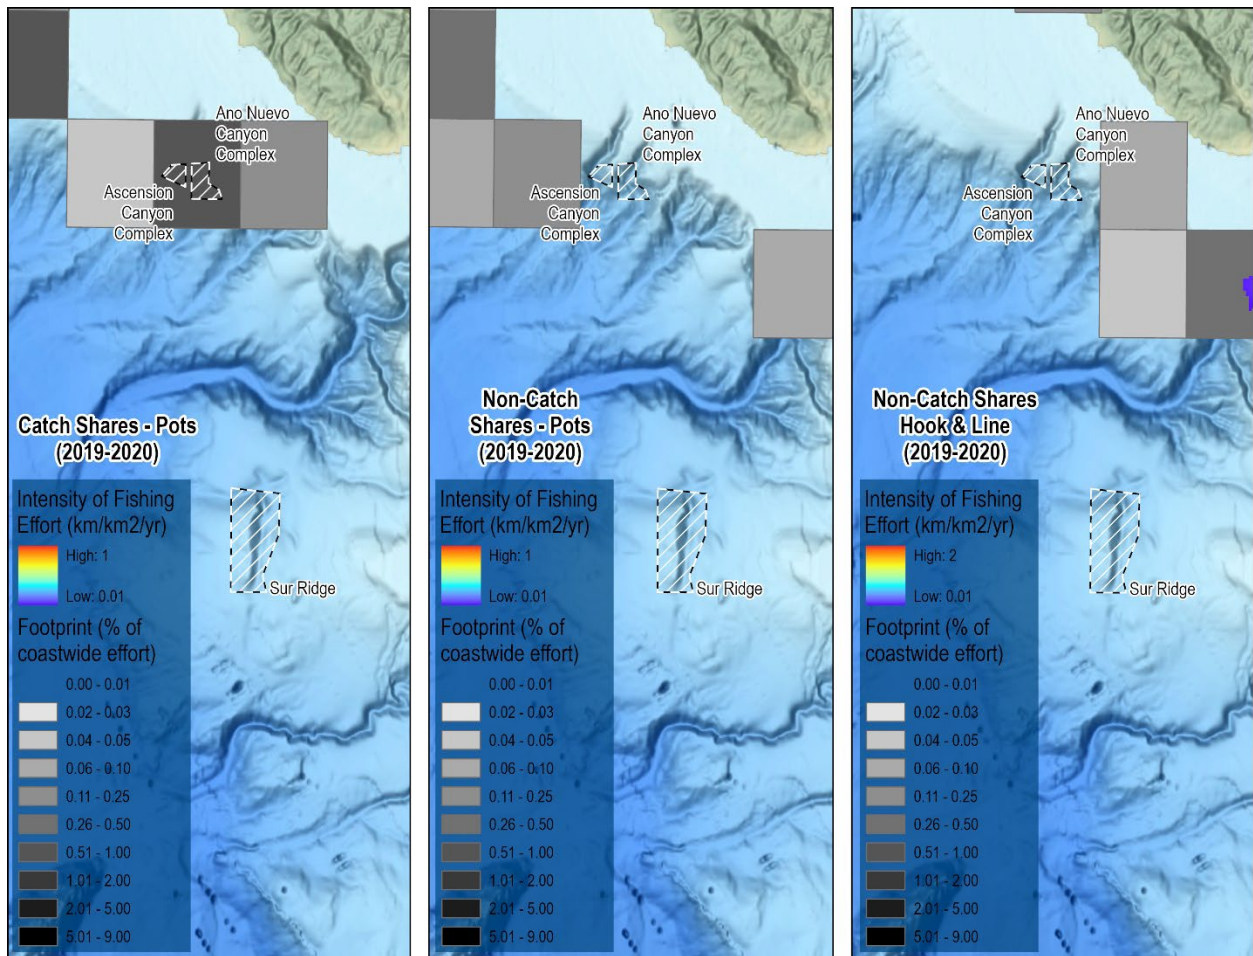 Ano Nuevo
Canyon
Complex
Ascension
Canyon
Complex
Catch Shares - Pots
(2019-2020)
Intensity of Fishing
Effort (km/km2/yr)
High: 1
Low: 0.01
Sur Ridge
Footprint (% of
coastwide effort)
0.00 - 0.01
0.02 - 0.03
0.04 - 0.05
0.06 - 0.10
0.11 - 0.25
0.26 - 0.50
0.51 - 1.00
1.01 - 2.00
2.01 - 5.00
5.01 - 9.00
Ano Nuevo
Canyon
Complex
Ascension
Canyon
Complex
Non-Catch
Shares - Pots
(2019-2020)
Intensity of Fishing
Effort (km/km2/yr)
High: 1
Low: 0.01
Sur Ridge
Footprint (% of
coastwide effort)
0.00 - 0.01
0.02 - 0.03
0.04 - 0.05
0.06 - 0.10
0.11 - 0.25
0.26 - 0.50
0.51 - 1.00
1.01 - 2.00
2.01 - 5.00
5.01 - 9.00
Ano Nuevo
Canyon
Complex
Ascension
Canyon
Complex
Non-Catch Shares
Hook & Line
(2019-2020)
Intensity of Fishing
Effort (km/km2/yr)
High: 2
Low: 0.01
Sur Ridge
Footprint (% of
coastwide effort)
0.00 - 0.01
0.02 - 0.03
0.04 - 0.05
0.06 - 0.10
0.11 - 0.25
0.26 - 0.50
0.51 - 1.00
1.01 - 2.00
2.01 - 5.00
5.01 - 9.00